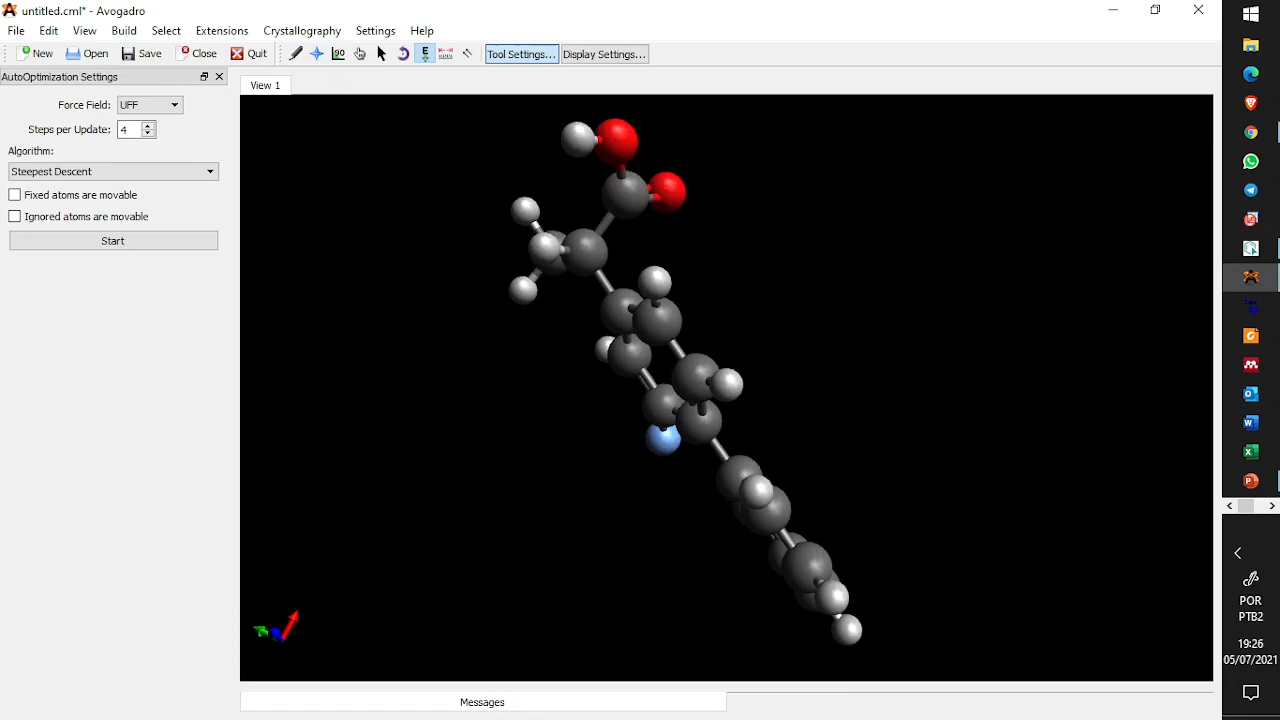 untitled.cml* - Avogadro
File Edit View Build Select Extensions Crystallography Settings Help
New Open Save Close Quit Tool Settings... Display Settings...
AutoOptimization Settings
View 1
Force Field: UFF
Steps per Update: 4
Algorithm:
Steepest Descent
Fixed atoms are movable
Ignored atoms are movable
Start
Messages
POR
PTB2
19:26
05/07/2021